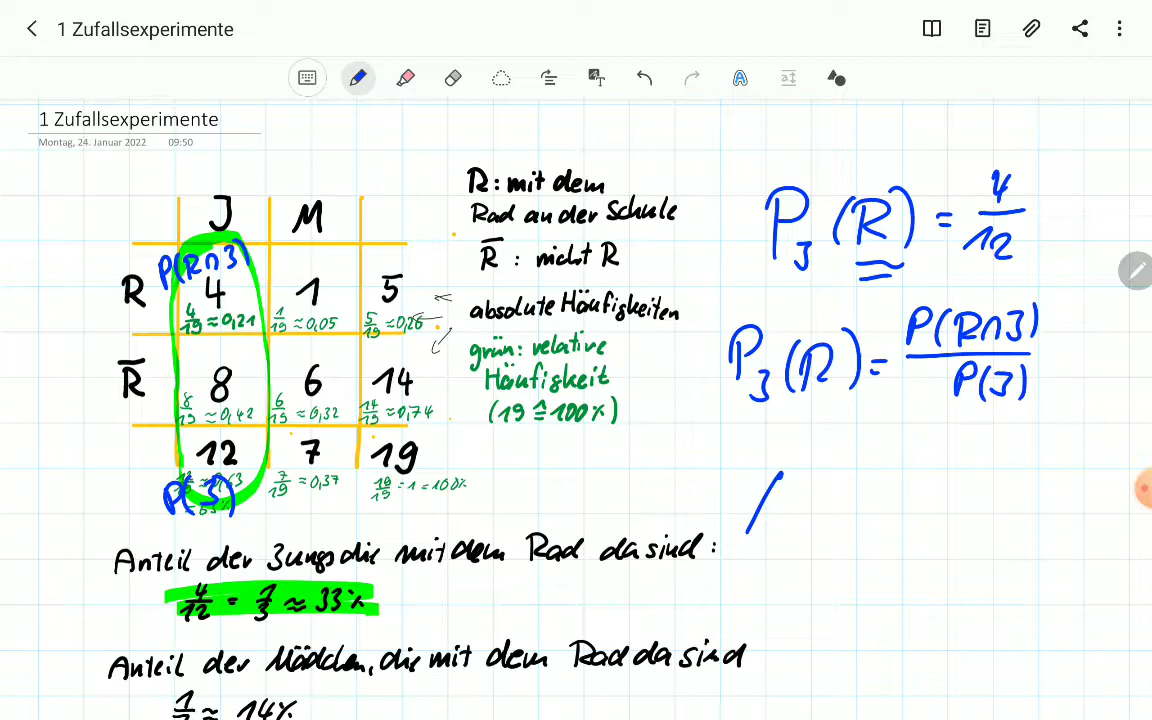 1 Zufallsexperimente
1 Zufallsexperimente
Montag, 24. Januar 2022 09:50
J M
P(R∩J)
R 4 1 5
4/19 ≈ 0,21 1/19 ≈ 0,05 5/19 ≈ 0,26
R̅ 8 6 14
8/19 ≈ 0,42 6/19 ≈ 0,32 14/19 ≈ 0,74
12 7 19
7/19 ≈ 0,37 19/19 = 1 = 100%
P(J)
R: mit dem
Rad an der Schule
R̅ : nicht R
absolute Häufigkeiten
grün: relative
Häufigkeit
(19 ≙ 100%)
P_J (R) = 4/12
P_J (R) = P(R∩J)/P(J)
Anteil der Jungs die mit dem Rad da sind :
4/12 = 1/3 ≈ 33%
Anteil der Mädchen, die mit dem Rad da sind
≈ 14%